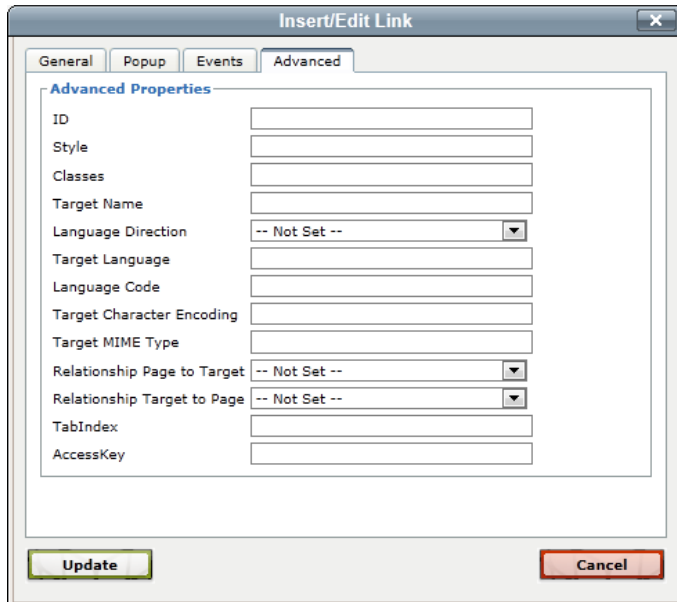 Insert/Edit Link
General Popup Events Advanced
Advanced Properties
ID
Style
Classes
Target Name
Language Direction -- Not Set --
Target Language
Language Code
Target Character Encoding
Target MIME Type
Relationship Page to Target -- Not Set --
Relationship Target to Page -- Not Set --
TabIndex
AccessKey
Update Cancel